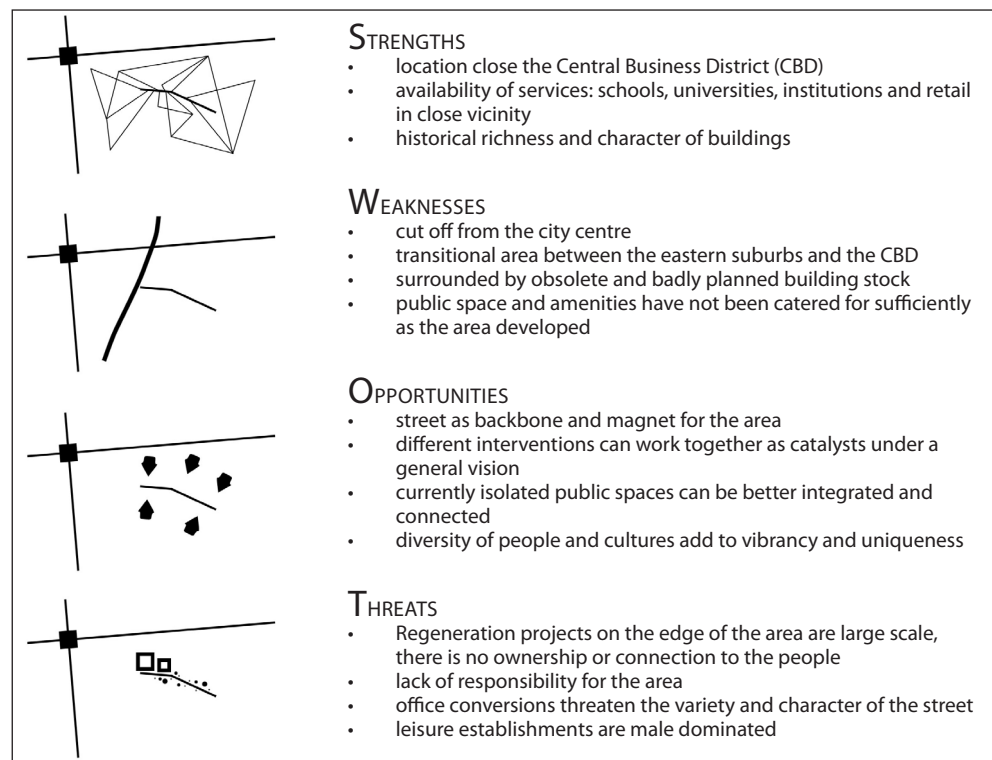 STRENGTHS
• location close the Central Business District (CBD)
• availability of services: schools, universities, institutions and retail
in close vicinity
• historical richness and character of buildings
WEAKNESSES
• cut off from the city centre
• transitional area between the eastern suburbs and the CBD
• surrounded by obsolete and badly planned building stock
• public space and amenities have not been catered for sufficiently
as the area developed
OPPORTUNITIES
• street as backbone and magnet for the area
• different interventions can work together as catalysts under a
general vision
• currently isolated public spaces can be better integrated and
connected
• diversity of people and cultures add to vibrancy and uniqueness
THREATS
• Regeneration projects on the edge of the area are large scale,
there is no ownership or connection to the people
• lack of responsibility for the area
• office conversions threaten the variety and character of the street
• leisure establishments are male dominated